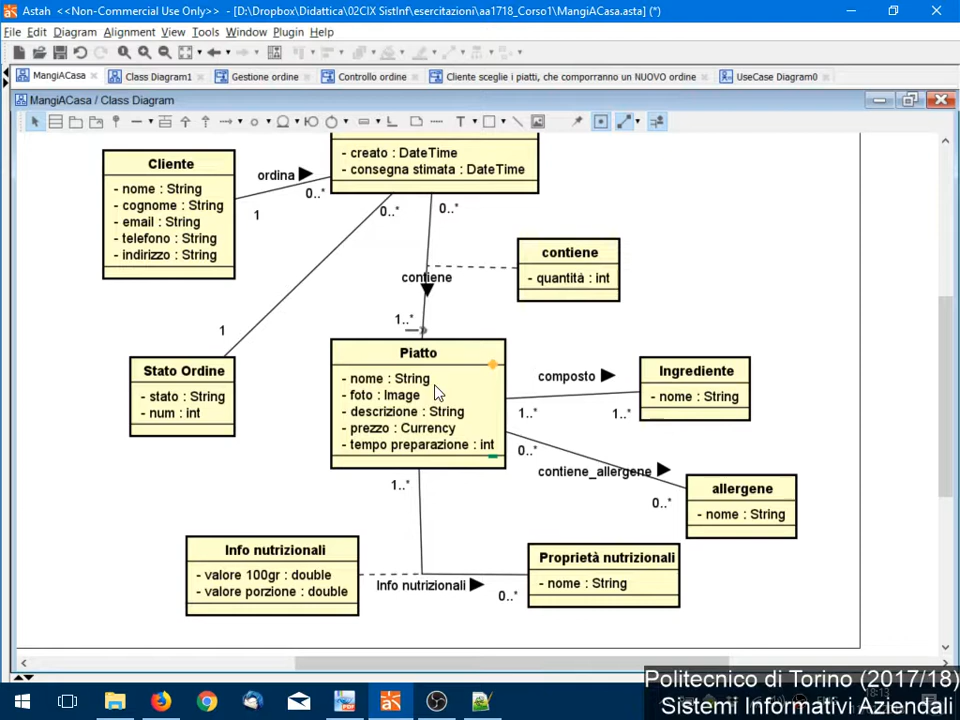 Astah <<Non-Commercial Use Only>> - [D:\Dropbox\Didattica\02CIX SistInf\esercitazioni\aa1718_Corso1\MangiACasa.asta] (*)
File Edit Diagram Alignment View Tools Window Plugin Help
MangiACasa Class Diagram1 Gestione ordine Controllo ordine Cliente sceglie i piatti, che comporranno un NUOVO ordine UseCase Diagram0
MangiACasa / Class Diagram
- creato : DateTime
- consegna stimata : DateTime
Cliente
- nome : String
- cognome : String
- email : String
- telefono : String
- indirizzo : String
ordina
0..*
1
0..*
0..*
contiene
- quantità : int
contiene
1..*
1
Stato Ordine
- stato : String
- num : int
Piatto
- nome : String
- foto : Image
- descrizione : String
- prezzo : Currency
- tempo preparazione : int
composto
1..*
1..*
Ingrediente
- nome : String
0..*
contiene_allergene
0..*
allergene
- nome : String
1..*
Info nutrizionali
- valore 100gr : double
- valore porzione : double
Info nutrizionali
0..*
Proprietà nutrizionali
- nome : String
Politecnico di Torino (2017/18)
Sistemi Informativi Aziendali
18:13